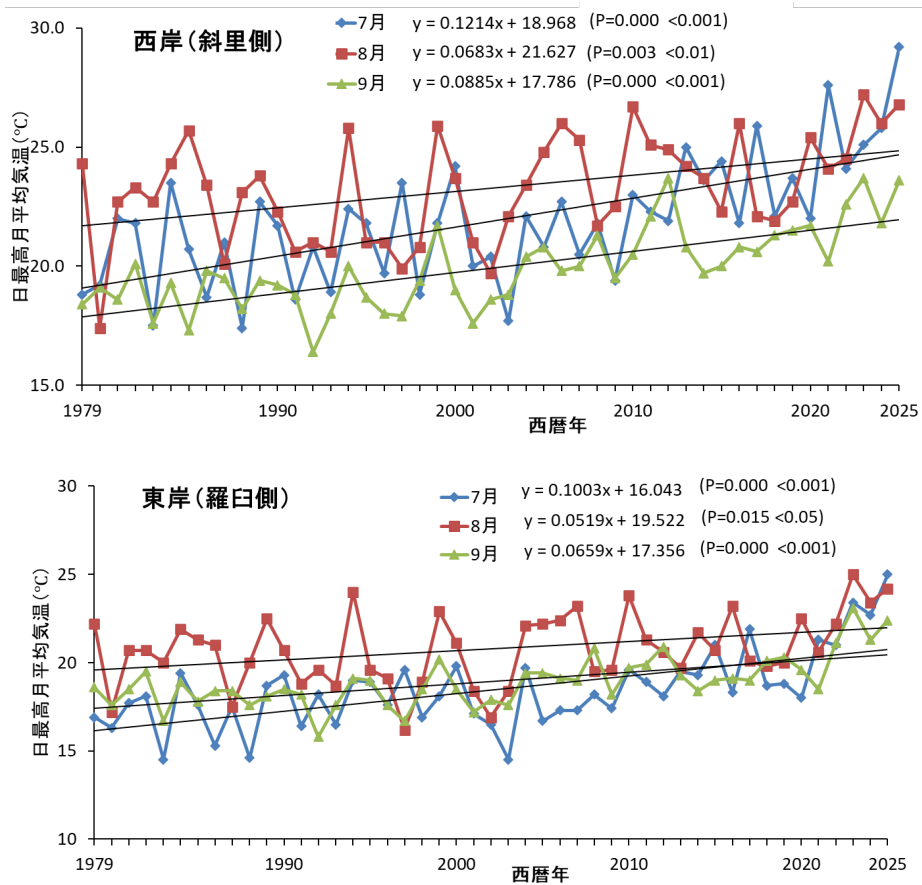 西岸（斜里側）
7月 y = 0.1214x + 18.968 (P=0.000 <0.001)
8月 y = 0.0683x + 21.627 (P=0.003 <0.01)
9月 y = 0.0885x + 17.786 (P=0.000 <0.001)
日最高月平均気温(℃)
30.0
25.0
20.0
15.0
1979 1990 2000 2010 2020 2025
西暦年
東岸（羅臼側）
7月 y = 0.1003x + 16.043 (P=0.000 <0.001)
8月 y = 0.0519x + 19.522 (P=0.015 <0.05)
9月 y = 0.0659x + 17.356 (P=0.000 <0.001)
日最高月平均気温(℃)
30
25
20
15
10
1979 1990 2000 2010 2020 2025
西暦年